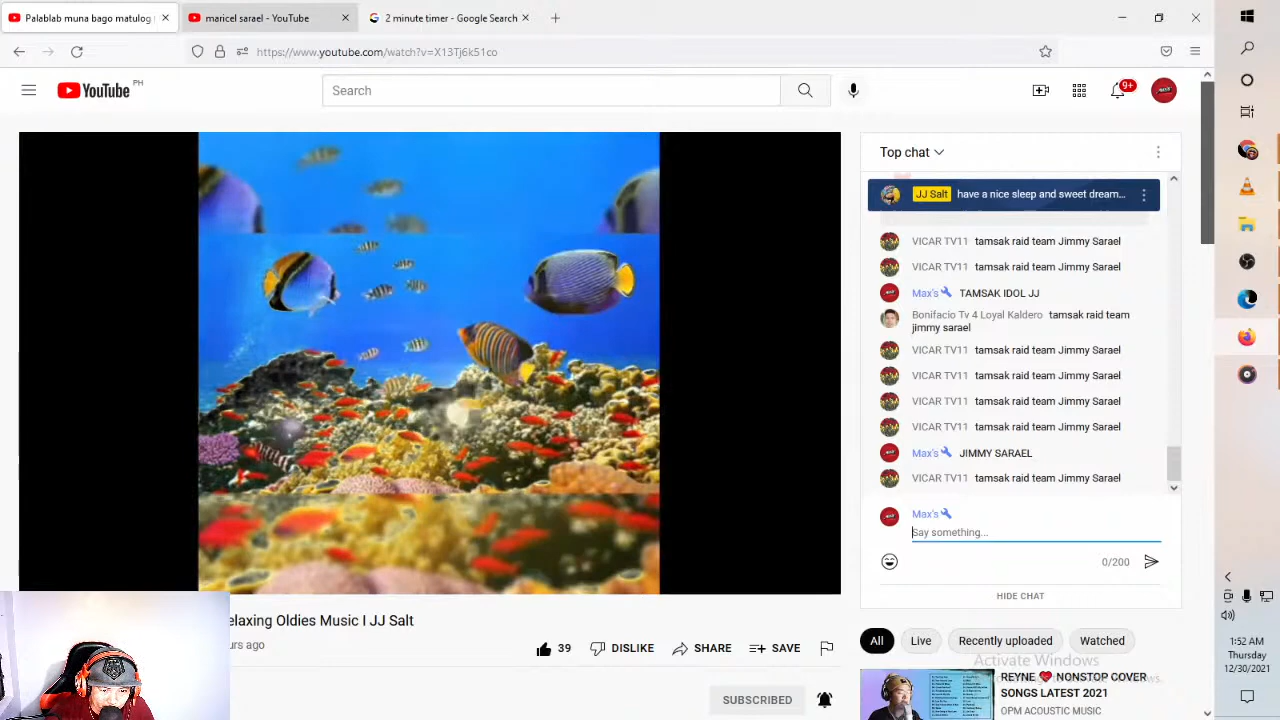 Palablab muna bago matulog
maricel sarael - YouTube
2 minute timer - Google Search
https://www.youtube.com/watch?v=X13Tj6k51co
YouTube PH
Search
9+
Top chat
JJ Salt have a nice sleep and sweet dream...
VICAR TV11 tamsak raid team Jimmy Sarael
VICAR TV11 tamsak raid team Jimmy Sarael
Max's TAMSAK IDOL JJ
Bonifacio Tv 4 Loyal Kaldero tamsak raid team
jimmy sarael
VICAR TV11 tamsak raid team Jimmy Sarael
VICAR TV11 tamsak raid team Jimmy Sarael
VICAR TV11 tamsak raid team Jimmy Sarael
VICAR TV11 tamsak raid team Jimmy Sarael
Max's JIMMY SARAEL
VICAR TV11 tamsak raid team Jimmy Sarael
Max's
Say something...
0/200
HIDE CHAT
elaxing Oldies Music I JJ Salt
urs ago
39 DISLIKE SHARE SAVE
SUBSCRIBED
All Live Recently uploaded Watched
Activate Windows
REYNE ❤️ NONSTOP COVER
SONGS LATEST 2021
OPM ACOUSTIC MUSIC
1:52 AM
Thursday
12/30/2021